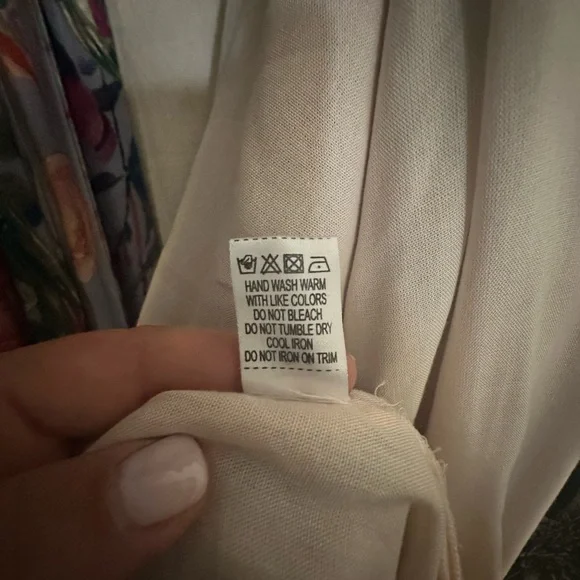 HAND WASH WARM
WITH LIKE COLORS
DO NOT BLEACH
DO NOT TUMBLE DRY
COOL IRON
DO NOT IRON ON TRIM